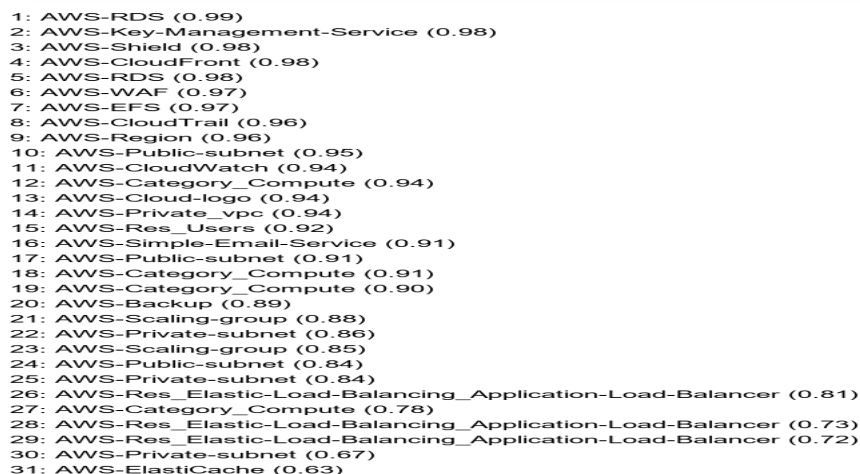 1: AWS-RDS (0.99)
2: AWS-Key-Management-Service (0.98)
3: AWS-Shield (0.98)
4: AWS-CloudFront (0.98)
5: AWS-RDS (0.98)
6: AWS-WAF (0.97)
7: AWS-EFS (0.97)
8: AWS-CloudTrail (0.96)
9: AWS-Region (0.96)
10: AWS-Public-subnet (0.95)
11: AWS-CloudWatch (0.94)
12: AWS-Category_Compute (0.94)
13: AWS-Cloud-logo (0.94)
14: AWS-Private_vpc (0.94)
15: AWS-Res_Users (0.92)
16: AWS-Simple-Email-Service (0.91)
17: AWS-Public-subnet (0.91)
18: AWS-Category_Compute (0.91)
19: AWS-Category_Compute (0.90)
20: AWS-Backup (0.89)
21: AWS-Scaling-group (0.88)
22: AWS-Private-subnet (0.86)
23: AWS-Scaling-group (0.85)
24: AWS-Public-subnet (0.84)
25: AWS-Private-subnet (0.84)
26: AWS-Res_Elastic-Load-Balancing_Application-Load-Balancer (0.81)
27: AWS-Category_Compute (0.78)
28: AWS-Res_Elastic-Load-Balancing_Application-Load-Balancer (0.73)
29: AWS-Res_Elastic-Load-Balancing_Application-Load-Balancer (0.72)
30: AWS-Private-subnet (0.67)
31: AWS-ElastiCache (0.63)